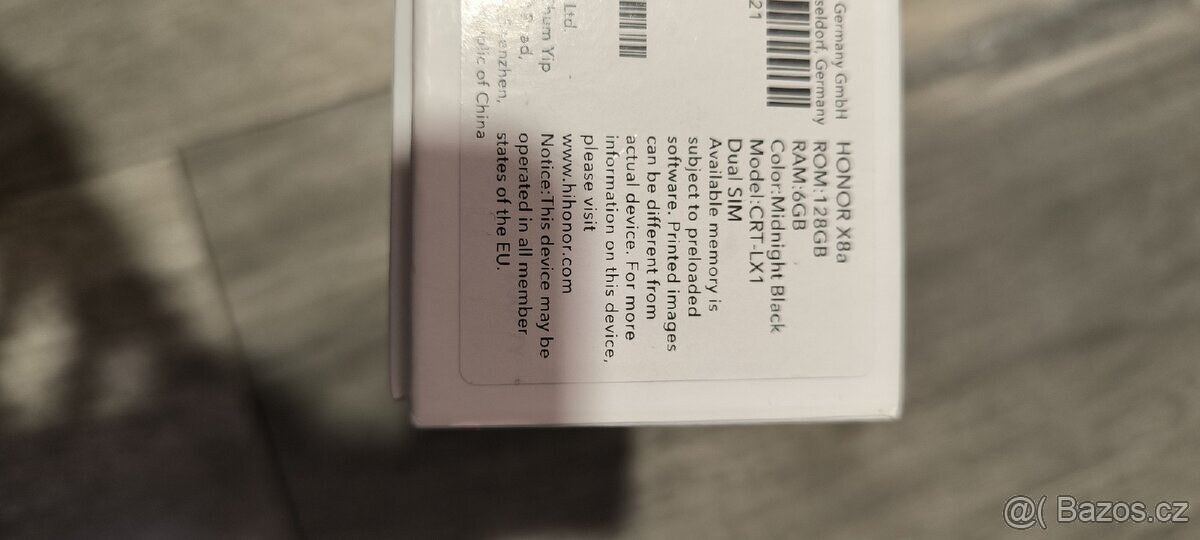 Germany GmbH
Germany
21
HONOR X8a
ROM:128GB
RAM:6GB
Color:Midnight Black
Model:CRT-LX1
Dual SIM
Available memory is
subject to preloaded
software. Printed images
can be different from
actual device. For more
information on this device,
please visit
www.hihonor.com
Notice:This device may be
operated in all member
states of the EU.
Ltd.
Yip
of China
@( Bazos.cz